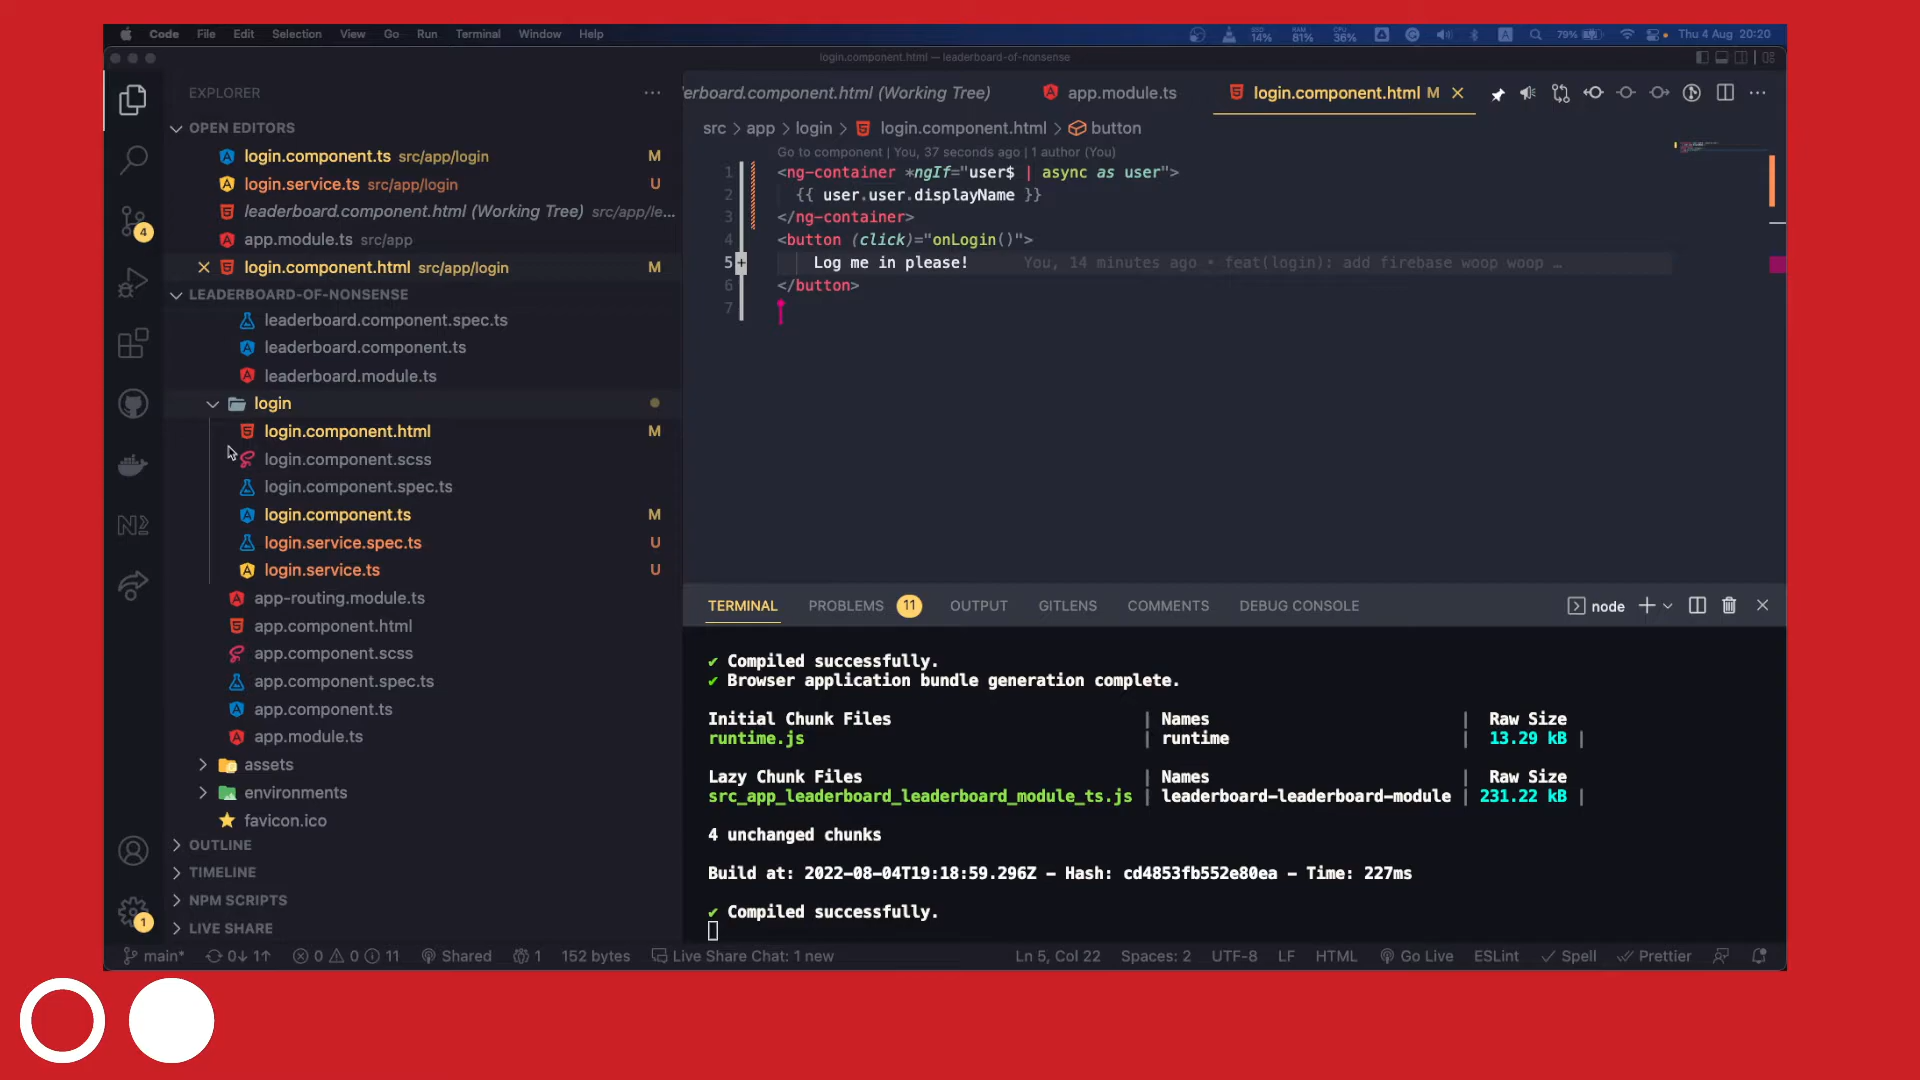 Code File Edit Selection View Go Run Terminal Window Help
SSD 14% RAM 81% CPU 36% A 79% Thu 4 Aug 20:20
login.component.html — leaderboard-of-nonsense
EXPLORER
OPEN EDITORS
login.component.ts src/app/login M
login.service.ts src/app/login U
leaderboard.component.html (Working Tree) src/app/le...
app.module.ts src/app
login.component.html src/app/login M
LEADERBOARD-OF-NONSENSE
leaderboard.component.spec.ts
leaderboard.component.ts
leaderboard.module.ts
login
login.component.html M
login.component.scss
login.component.spec.ts
login.component.ts M
login.service.spec.ts U
login.service.ts U
app-routing.module.ts
app.component.html
app.component.scss
app.component.spec.ts
app.component.ts
app.module.ts
assets
environments
favicon.ico
OUTLINE
TIMELINE
NPM SCRIPTS
LIVE SHARE
4
1
erboard.component.html (Working Tree) app.module.ts login.component.html M
src > app > login > login.component.html > button
Go to component | You, 37 seconds ago | 1 author (You)
1 <ng-container *ngIf="user$ | async as user">
2 {{ user.user.displayName }}
3 </ng-container>
4 <button (click)="onLogin()">
5 Log me in please! You, 14 minutes ago • feat(login): add firebase woop woop …
6 </button>
7
TERMINAL PROBLEMS 11 OUTPUT GITLENS COMMENTS DEBUG CONSOLE node
✔ Compiled successfully.
✔ Browser application bundle generation complete.
Initial Chunk Files | Names | Raw Size
runtime.js | runtime | 13.29 kB |
Lazy Chunk Files | Names | Raw Size
src_app_leaderboard_leaderboard_module_ts.js | leaderboard-leaderboard-module | 231.22 kB |
4 unchanged chunks
Build at: 2022-08-04T19:18:59.296Z - Hash: cd4853fb552e80ea - Time: 227ms
✔ Compiled successfully.
main* 0↓ 1↑ 0 0 11 Shared 1 152 bytes Live Share Chat: 1 new Ln 5, Col 22 Spaces: 2 UTF-8 LF HTML Go Live ESLint Spell Prettier